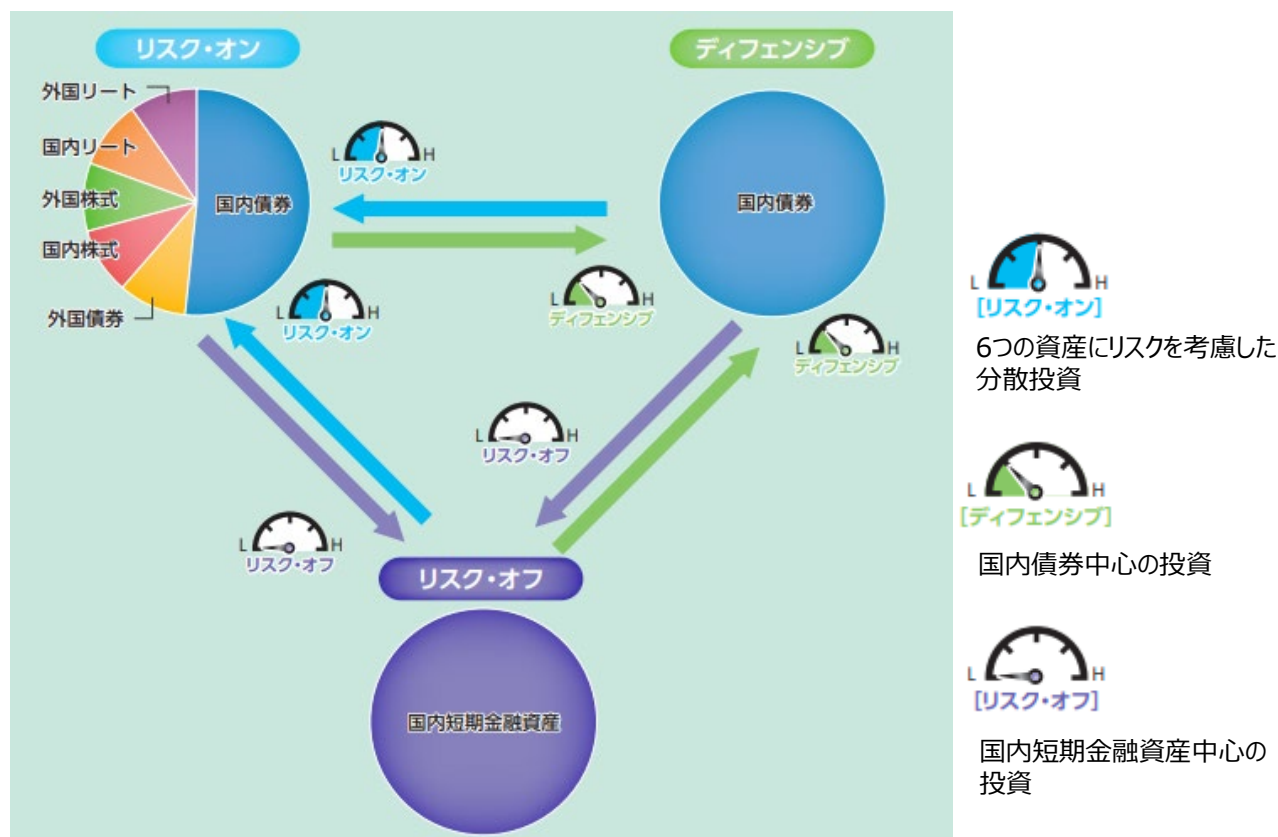 リスク・オン
ディフェンシブ
外国リート
国内リート
外国株式
国内株式
外国債券
国内債券
L H
リスク・オン
国内債券
L H
リスク・オン
L H
ディフェンシブ
L H
ディフェンシブ
L H
リスク・オフ
L H
リスク・オフ
リスク・オフ
国内短期金融資産
L H
[リスク・オン]
6つの資産にリスクを考慮した
分散投資
L H
[ディフェンシブ]
国内債券中心の投資
L H
[リスク・オフ]
国内短期金融資産中心の
投資